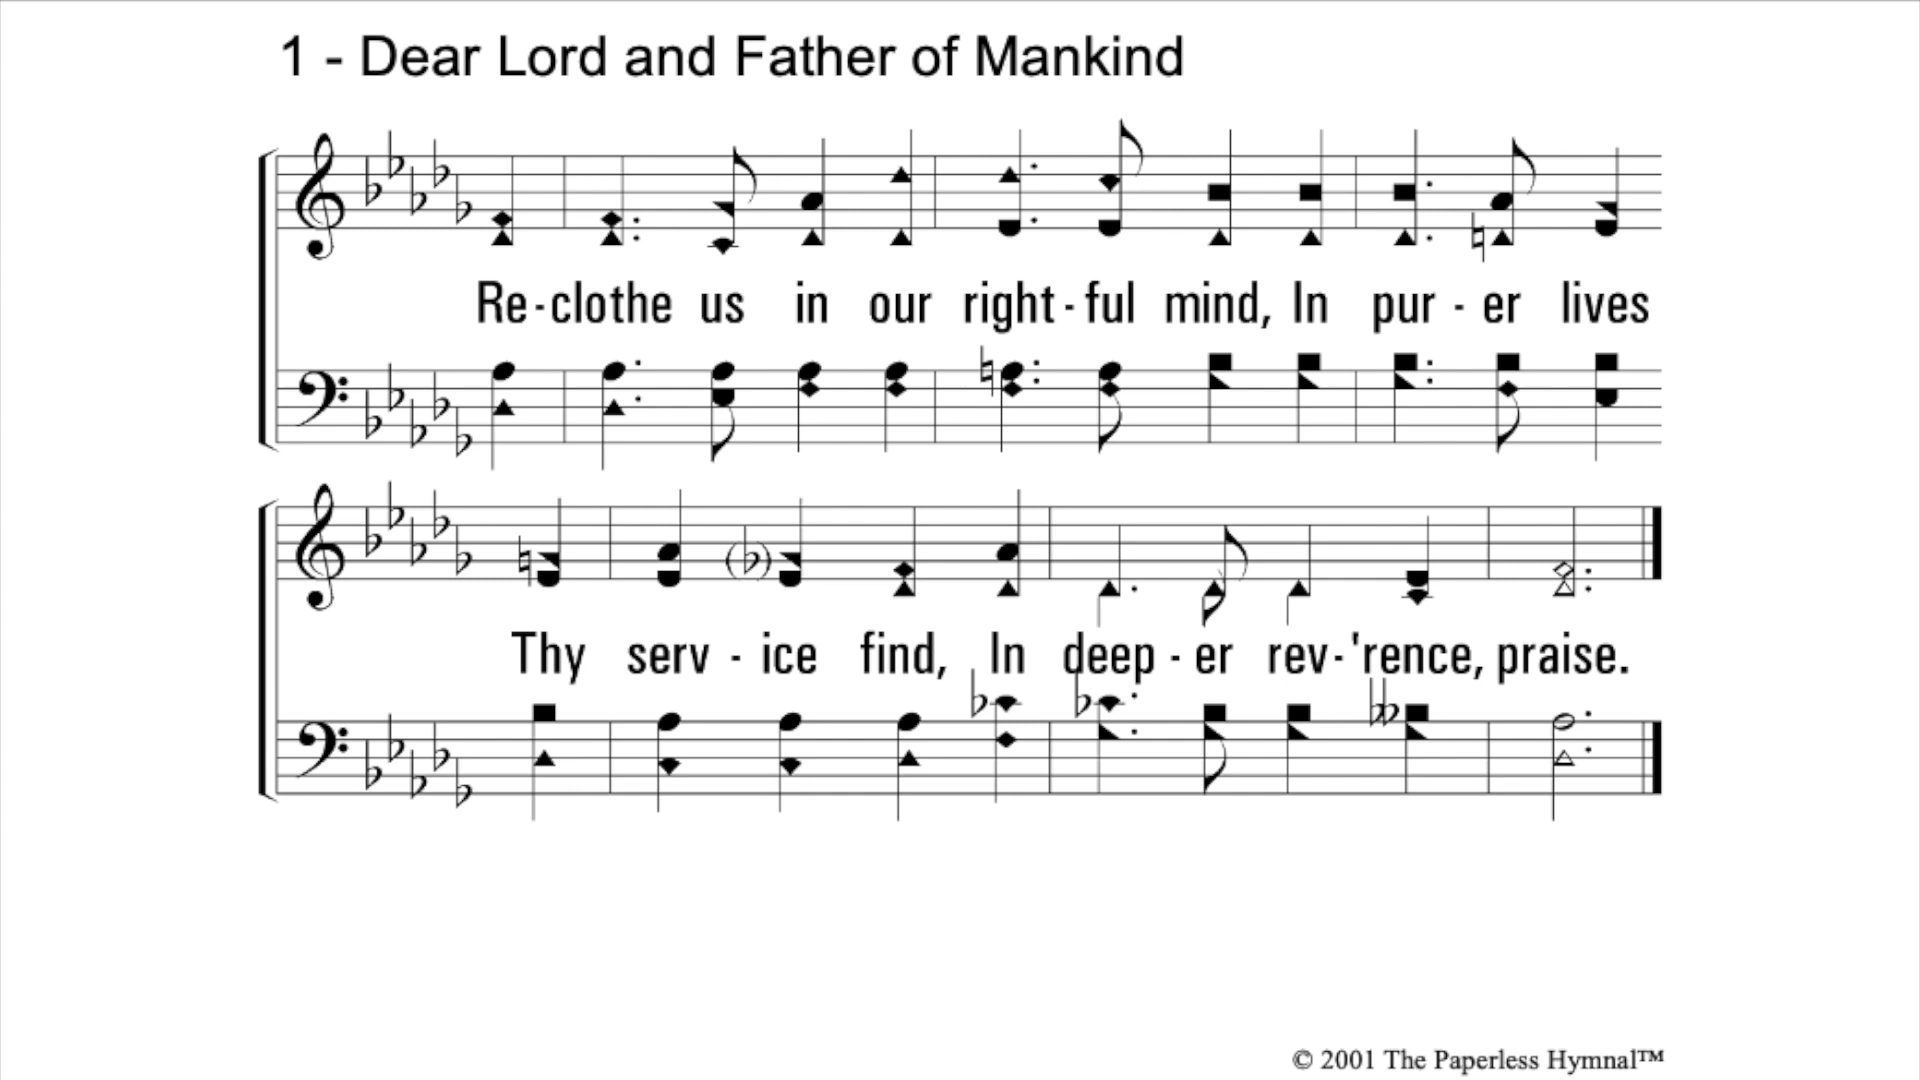 1 - Dear Lord and Father of Mankind
Re-clothe us in our right-ful mind, In pur-er lives
Thy serv-ice find, In deep-er rev-'rence, praise.
© 2001 The Paperless Hymnal™